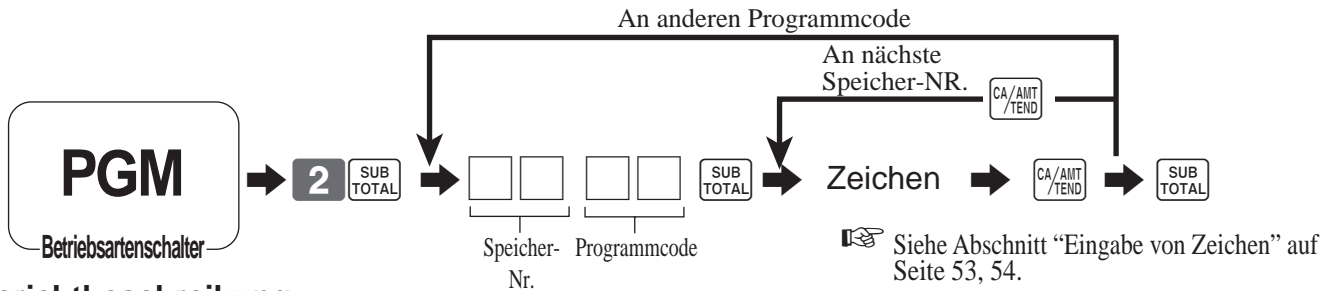 An anderen Programmcode
An nächste
Speicher-NR.
CA/AMT
TEND
PGM
Betriebsartenschalter
2
SUB
TOTAL
SUB
TOTAL
Zeichen
CA/AMT
TEND
SUB
TOTAL
Speicher-
Nr.
Programmcode
☞ Siehe Abschnitt “Eingabe von Zeichen” auf
Seite 53, 54.